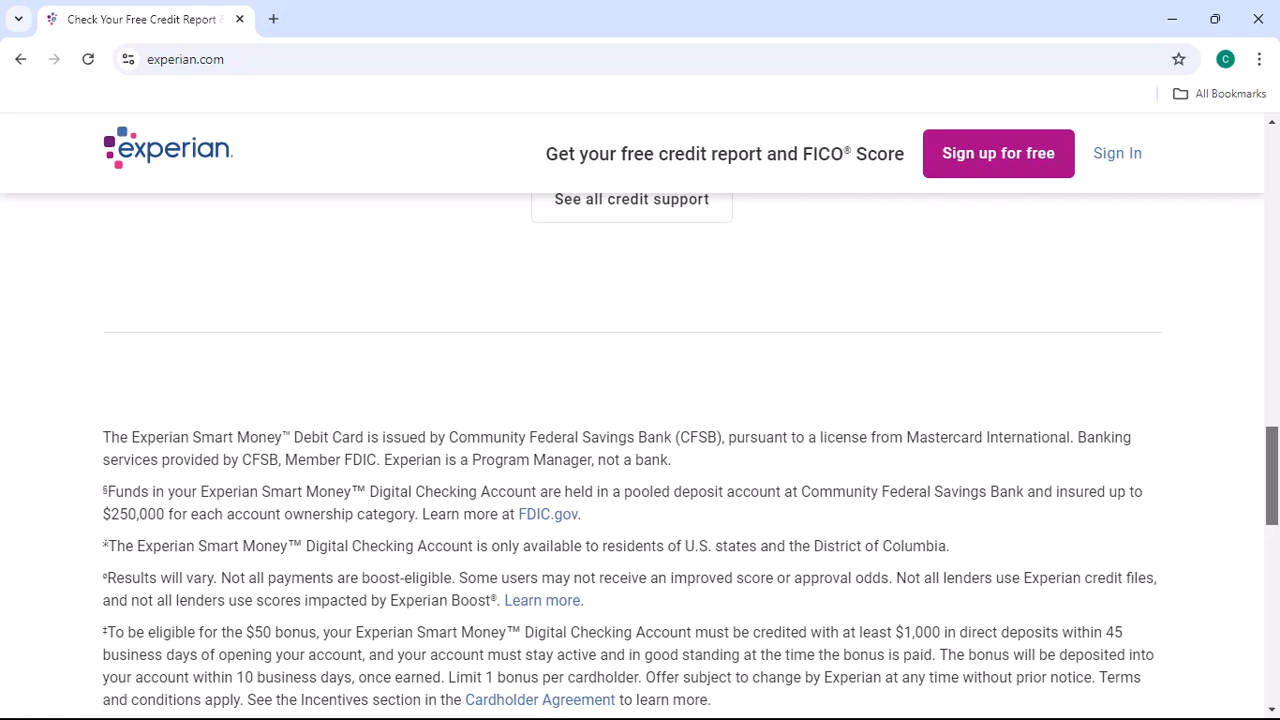 Check Your Free Credit Report &
experian.com
C
All Bookmarks
experian.
Get your free credit report and FICO® Score
Sign up for free
Sign In
See all credit support
The Experian Smart Money™ Debit Card is issued by Community Federal Savings Bank (CFSB), pursuant to a license from Mastercard International. Banking
services provided by CFSB, Member FDIC. Experian is a Program Manager, not a bank.
§Funds in your Experian Smart Money™ Digital Checking Account are held in a pooled deposit account at Community Federal Savings Bank and insured up to
$250,000 for each account ownership category. Learn more at FDIC.gov.
⁂The Experian Smart Money™ Digital Checking Account is only available to residents of U.S. states and the District of Columbia.
øResults will vary. Not all payments are boost-eligible. Some users may not receive an improved score or approval odds. Not all lenders use Experian credit files,
and not all lenders use scores impacted by Experian Boost®. Learn more.
‡To be eligible for the $50 bonus, your Experian Smart Money™ Digital Checking Account must be credited with at least $1,000 in direct deposits within 45
business days of opening your account, and your account must stay active and in good standing at the time the bonus is paid. The bonus will be deposited into
your account within 10 business days, once earned. Limit 1 bonus per cardholder. Offer subject to change by Experian at any time without prior notice. Terms
and conditions apply. See the Incentives section in the Cardholder Agreement to learn more.